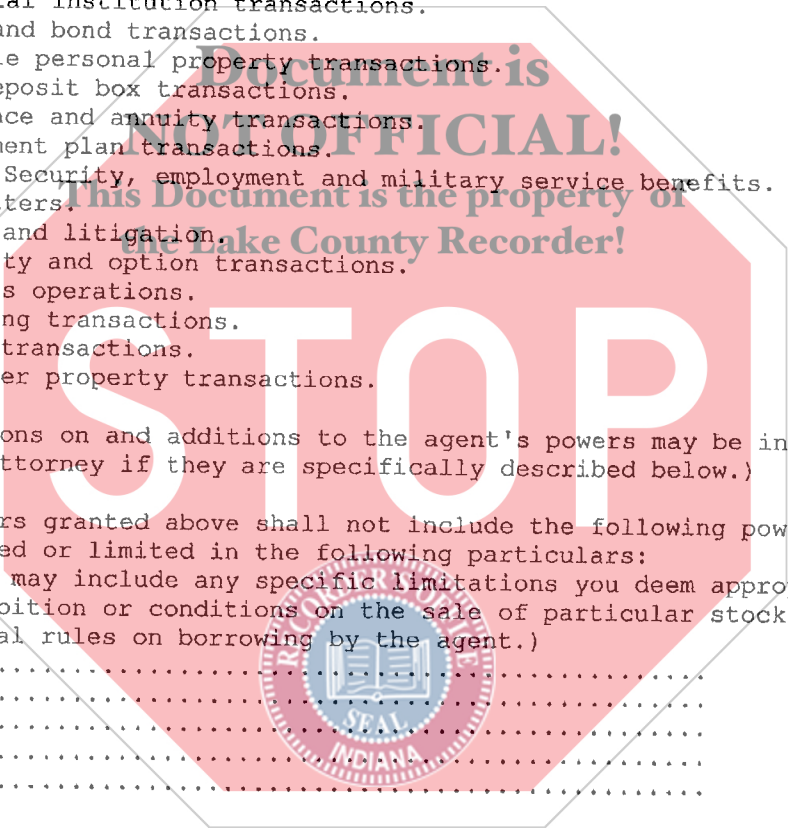 ial institution transactions.
and bond transactions.
le personal property transactions.
Document is
eposit box transactions.
nce and annuity transactions.
NOT OFFICIAL!
ment plan transactions.
Security, employment and military service benefits.
This Document is the property of
tters.
and litigation.
the Lake County Recorder!
ty and option transactions.
s operations.
ng transactions.
transactions.
er property transactions.
STOP
ons on and additions to the agent's powers may be in
ttorney if they are specifically described below.)
rs granted above shall not include the following pow
ed or limited in the following particulars:
may include any specific limitations you deem appro
bition or conditions on the sale of particular stock
al rules on borrowing by the agent.)
SEAL
INDIANA